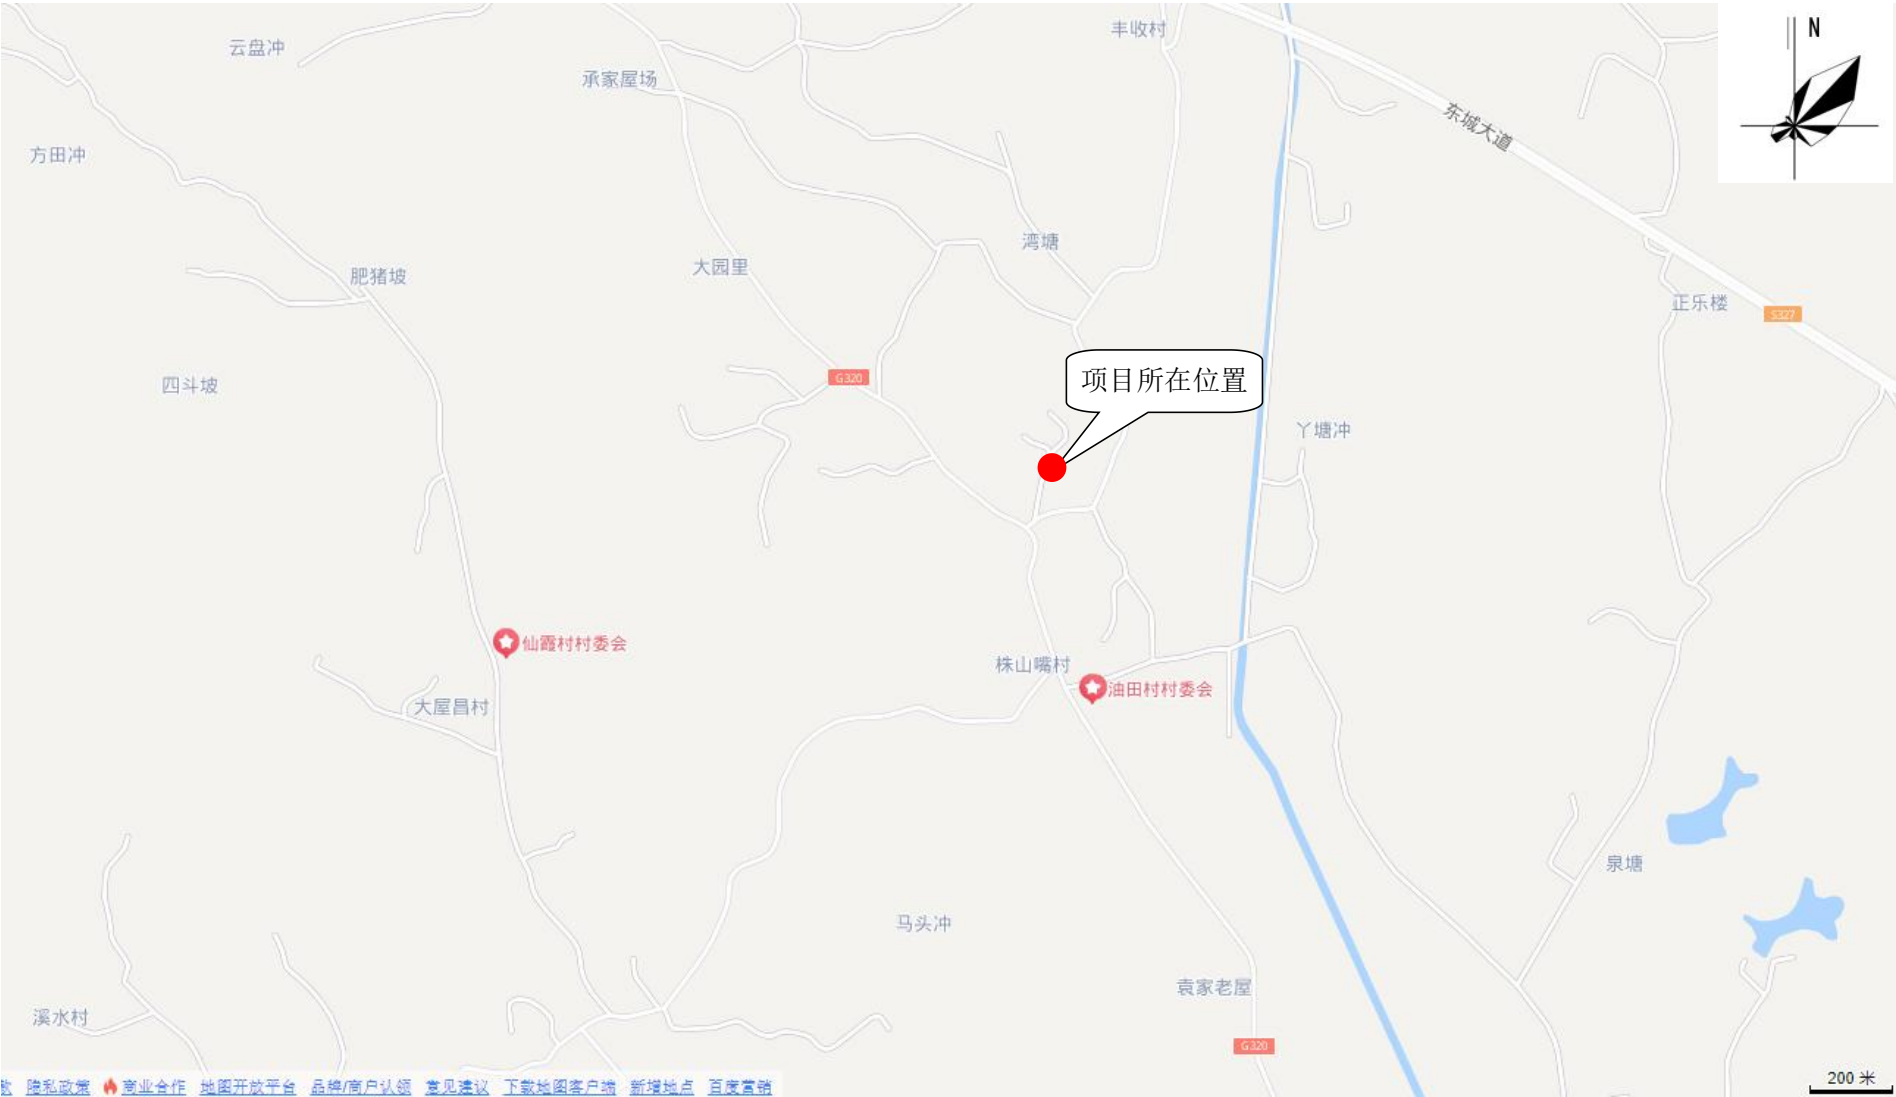 丰收村
N
云盘冲
承家屋场
东城大道
方田冲
湾塘
大园里
肥猪坡
正乐楼
S327
G320
项目所在位置
四斗坡
丫塘冲
仙霞村村委会
株山嘴村
油田村村委会
大屋昌村
泉塘
马头冲
袁家老屋
溪水村
G320
200 米
隐私政策 商业合作 地图开放平台 品牌/商户认领 意见建议 下载地图客户端 新增地点 百度营销